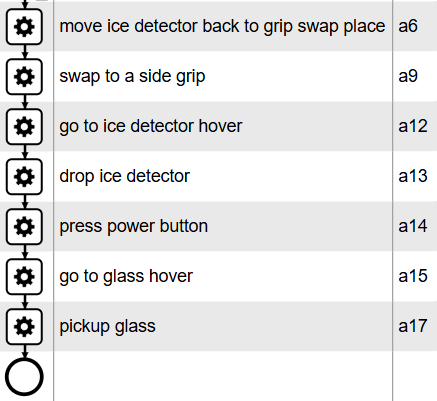 move ice detector back to grip swap place a6
swap to a side grip a9
go to ice detector hover a12
drop ice detector a13
press power button a14
go to glass hover a15
pickup glass a17